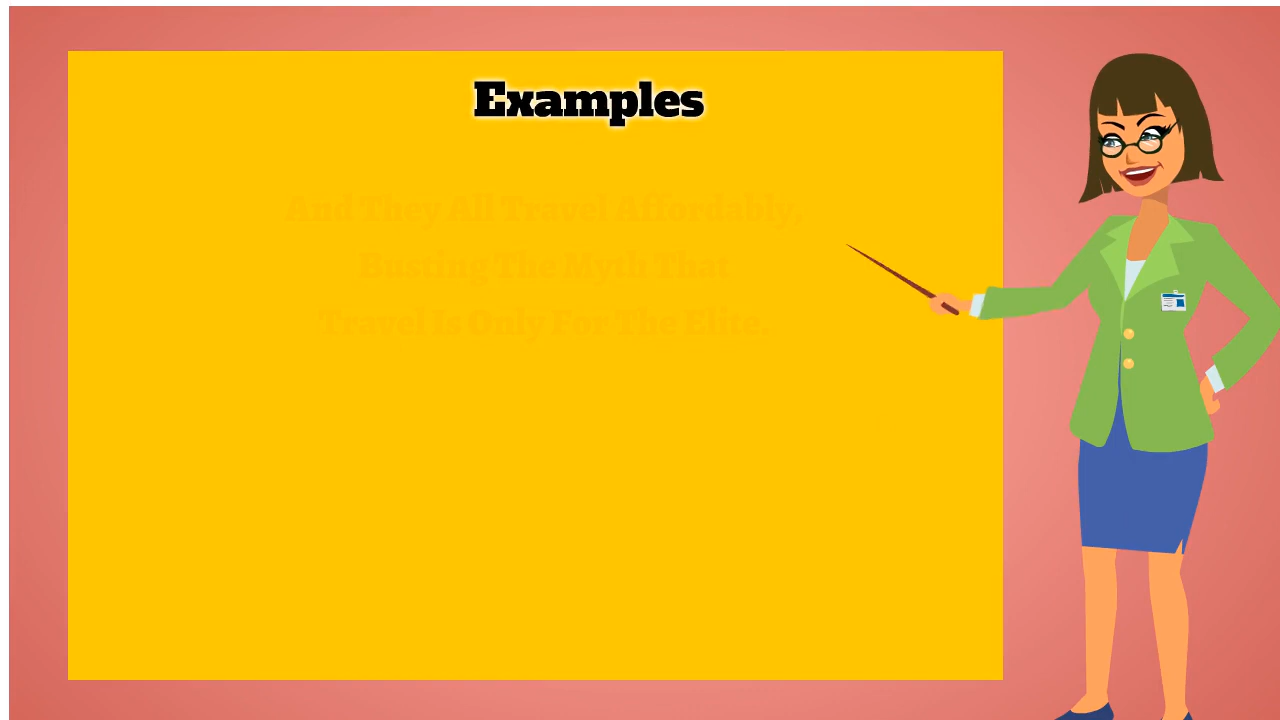 Examples
And They All Travel Affordably,
Busting The Myth That
Travel Is Only For The Elite.